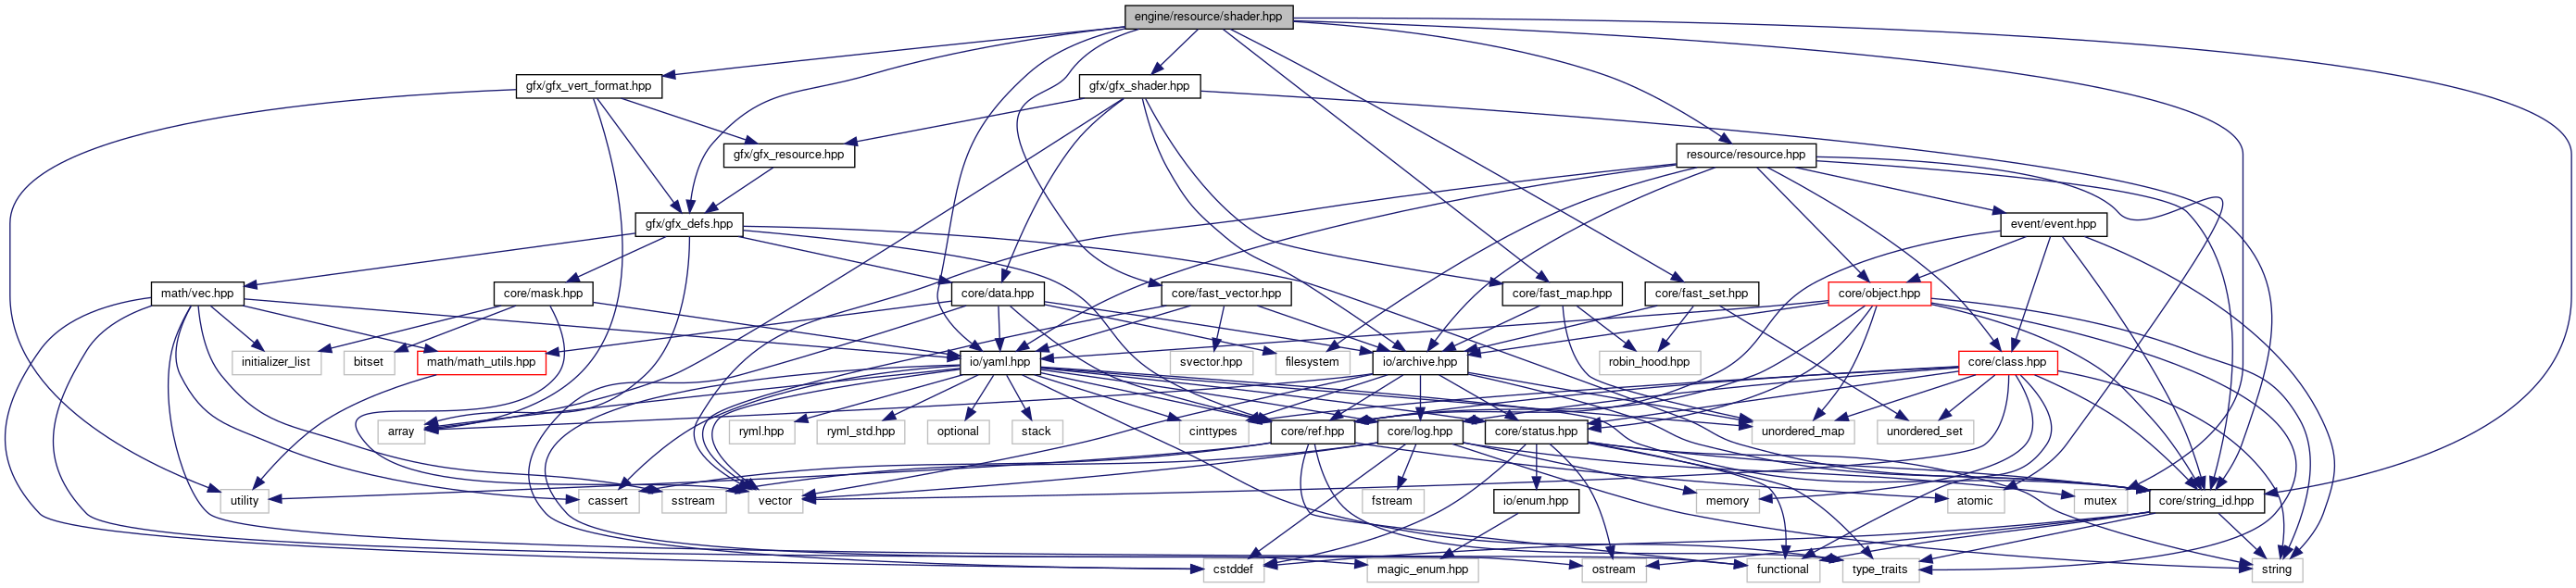 engine/resource/shader.hpp
gfx/gfx_vert_format.hpp
gfx/gfx_shader.hpp
gfx/gfx_resource.hpp
resource/resource.hpp
gfx/gfx_defs.hpp
event/event.hpp
math/vec.hpp
core/mask.hpp
core/data.hpp
core/fast_vector.hpp
core/fast_map.hpp
core/fast_set.hpp
core/object.hpp
initializer_list
bitset
math/math_utils.hpp
io/yaml.hpp
svector.hpp
filesystem
io/archive.hpp
robin_hood.hpp
core/class.hpp
array
ryml.hpp
ryml_std.hpp
optional
stack
cinttypes
core/ref.hpp
core/log.hpp
core/status.hpp
unordered_map
unordered_set
utility
cassert
sstream
vector
fstream
io/enum.hpp
memory
atomic
mutex
core/string_id.hpp
cstddef
magic_enum.hpp
ostream
functional
type_traits
string